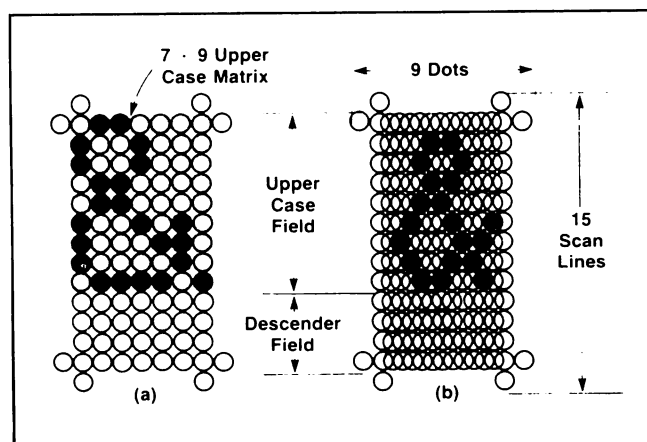 7 · 9 Upper
Case Matrix
9 Dots
Upper
Case
Field
15
Scan
Lines
Descender
Field
(a)
(b)